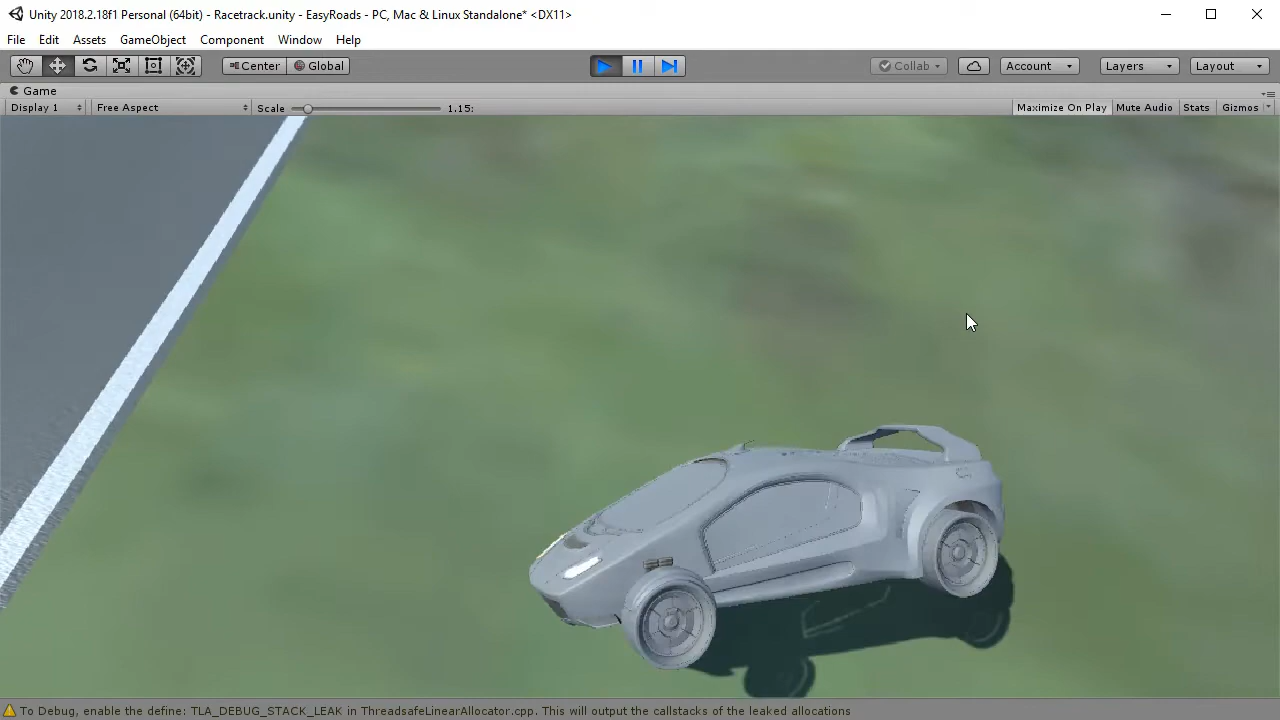 Unity 2018.2.18f1 Personal (64bit) - Racetrack.unity - EasyRoads - PC, Mac & Linux Standalone* <DX11>
File Edit Assets GameObject Component Window Help
Center Global Collab Account Layers Layout
Game
Display 1 Free Aspect Scale 1.15: Maximize On Play Mute Audio Stats Gizmos
To Debug, enable the define: TLA_DEBUG_STACK_LEAK in ThreadsafeLinearAllocator.cpp. This will output the callstacks of the leaked allocations